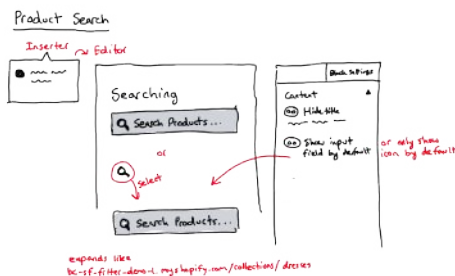 Product Search
Inserter
Editor
Searching
Search Products...
or
select
Search Products...
Block Settings
Content
Hide title
Show input
field by default
or only show
icon by default
expands like
bc-sf-filter-demo-1.myshopify.com/collections/dresses